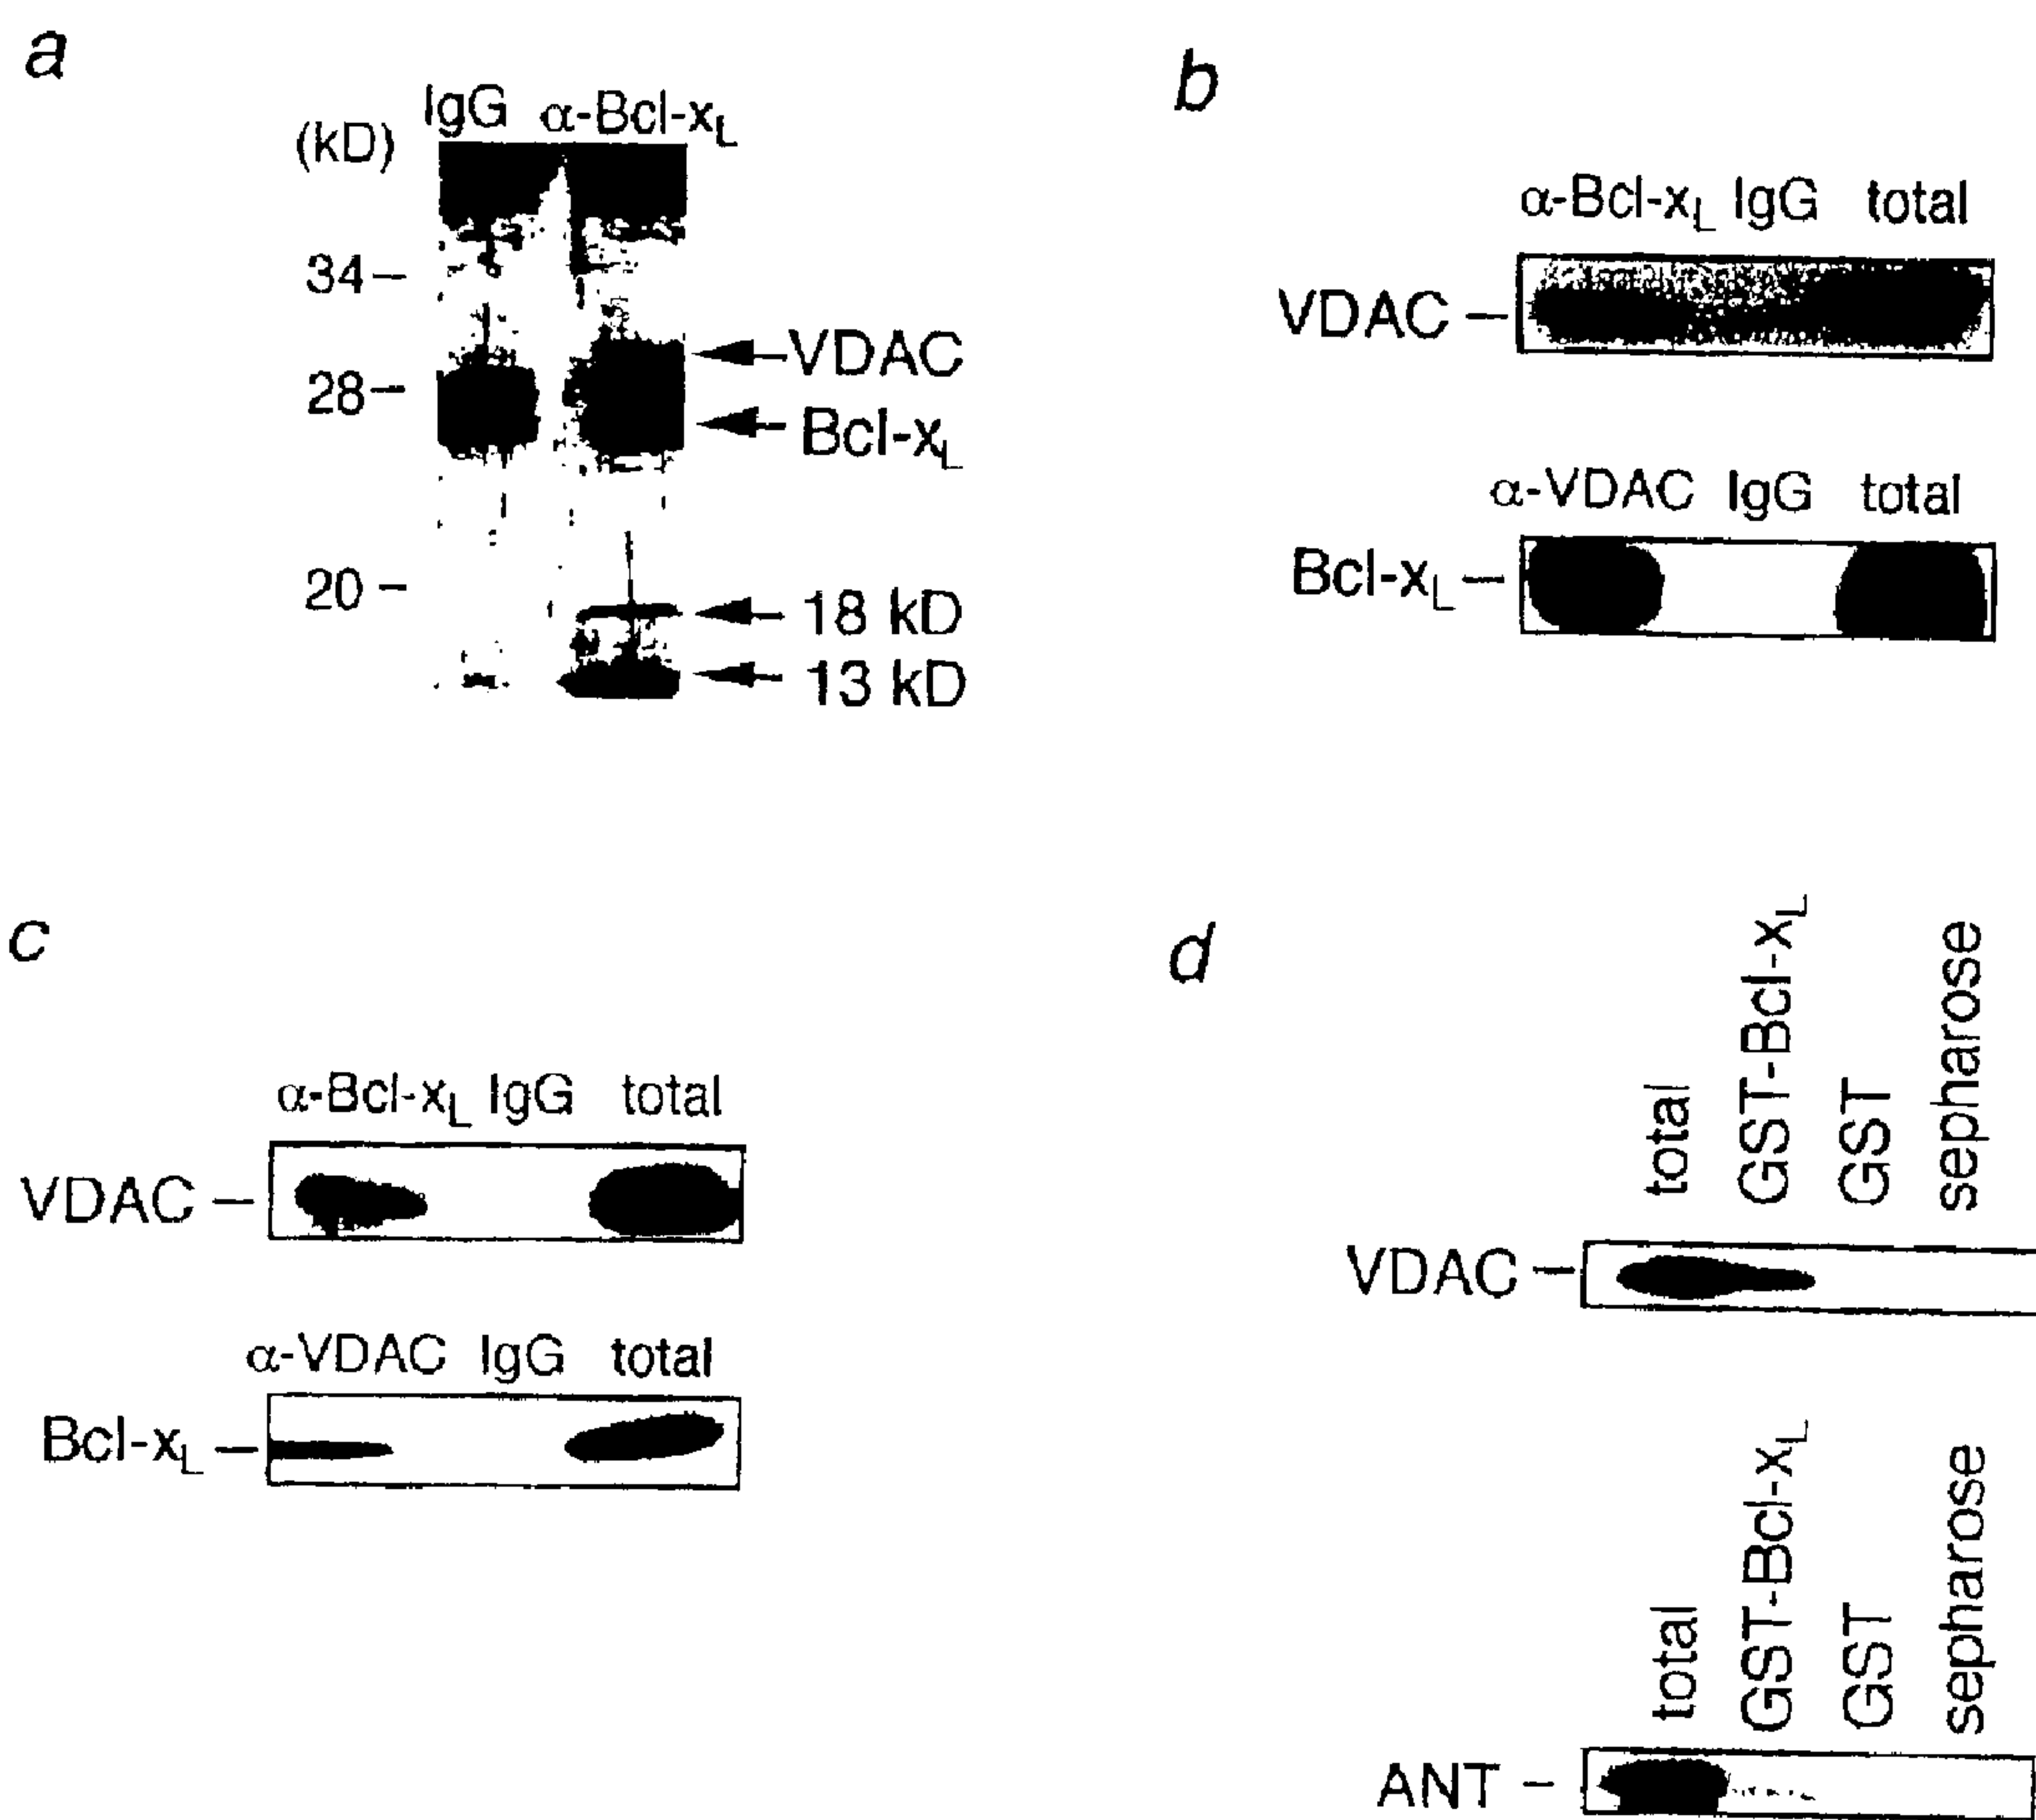 a
IgG α-Bcl-xL
(kD)
34
VDAC
28
Bcl-xL
20
18 kD
13 kD
b
α-Bcl-xL IgG total
VDAC
α-VDAC IgG total
Bcl-xL
c
α-Bcl-xL IgG total
VDAC
α-VDAC IgG total
Bcl-xL
d
total GST-Bcl-xL GST sepharose
VDAC
total GST-Bcl-xL GST sepharose
ANT